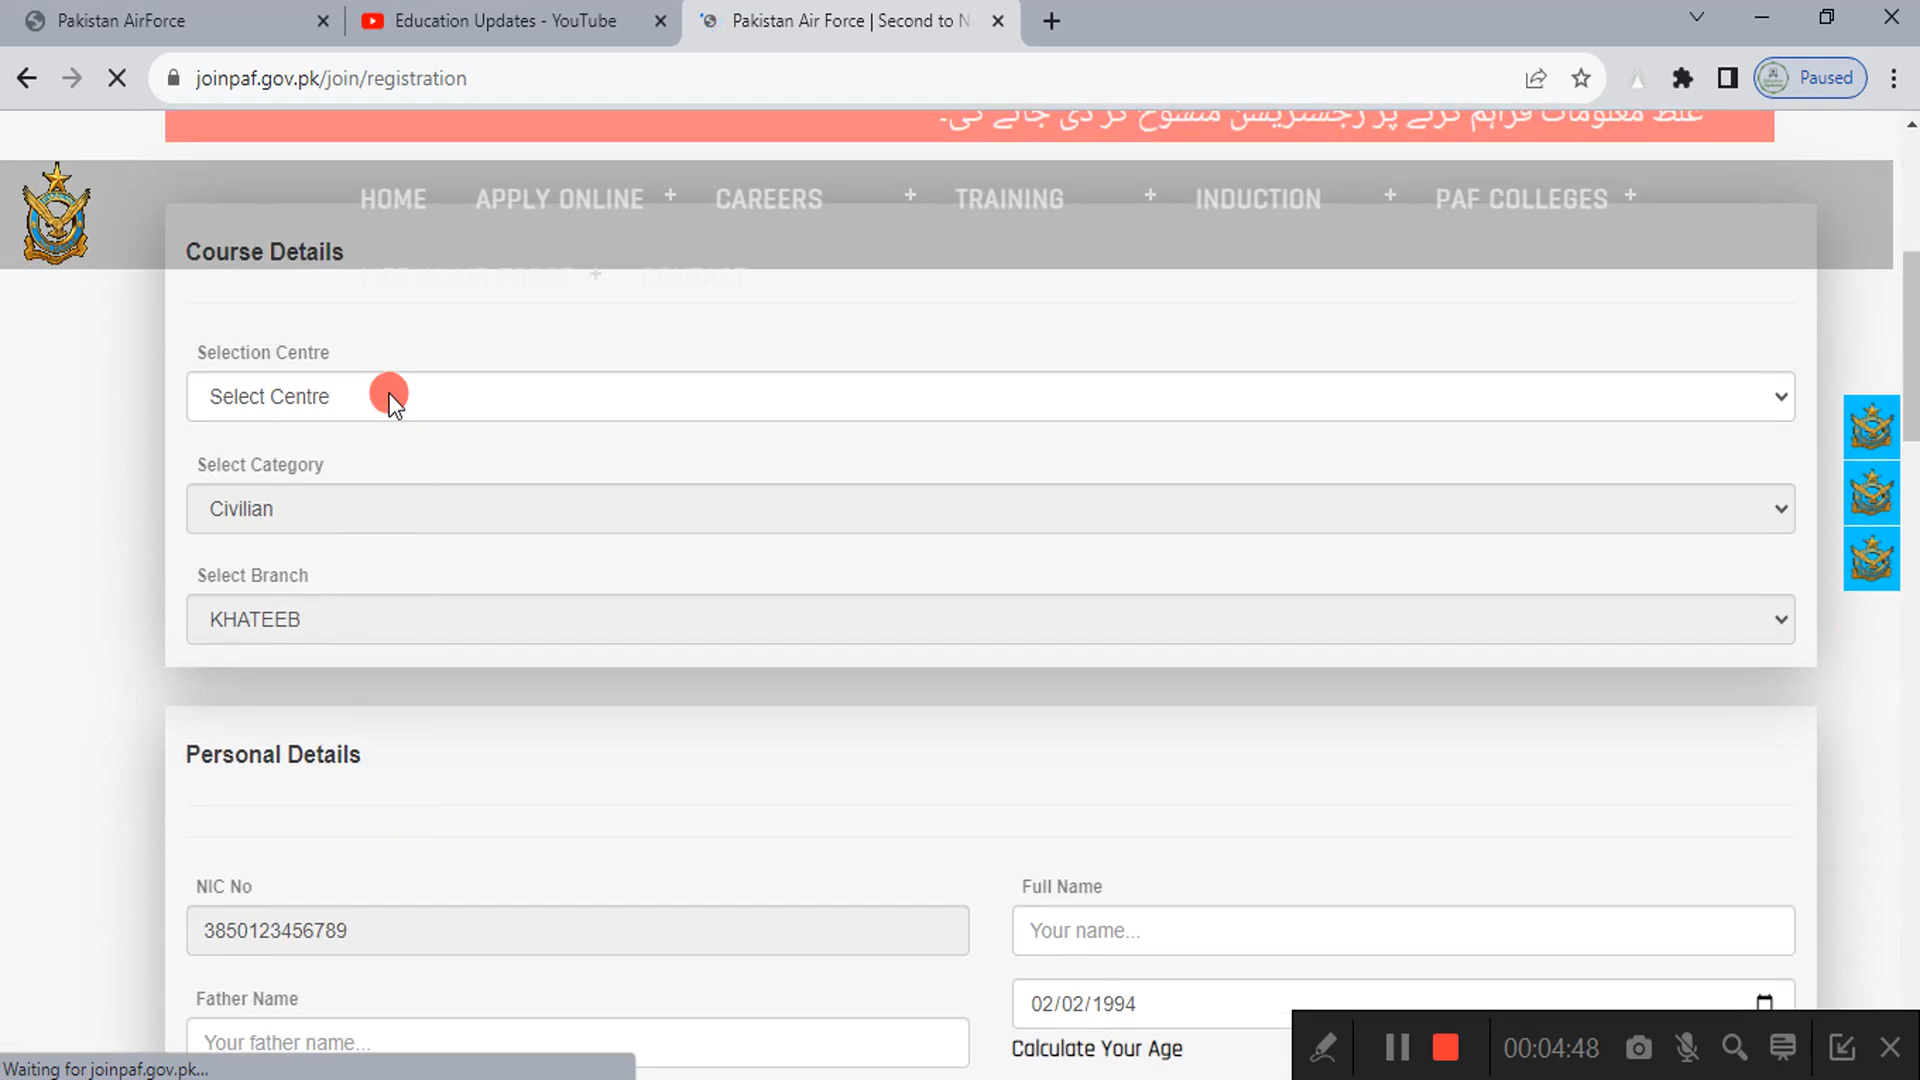 Pakistan AirForce
Education Updates - YouTube
Pakistan Air Force | Second to N
joinpaf.gov.pk/join/registration
Paused
غلط معلومات فراہم کرنے پر رجسٹریشن منسوخ کر دی جائے گی۔
HOME APPLY ONLINE + CAREERS + TRAINING + INDUCTION + PAF COLLEGES +
+ CONTACT
Course Details
Selection Centre
Select Centre
Select Category
Civilian
Select Branch
KHATEEB
Personal Details
NIC No
3850123456789
Full Name
Your name...
Father Name
Your father name...
02/02/1994
Calculate Your Age
00:04:48
Waiting for joinpaf.gov.pk...